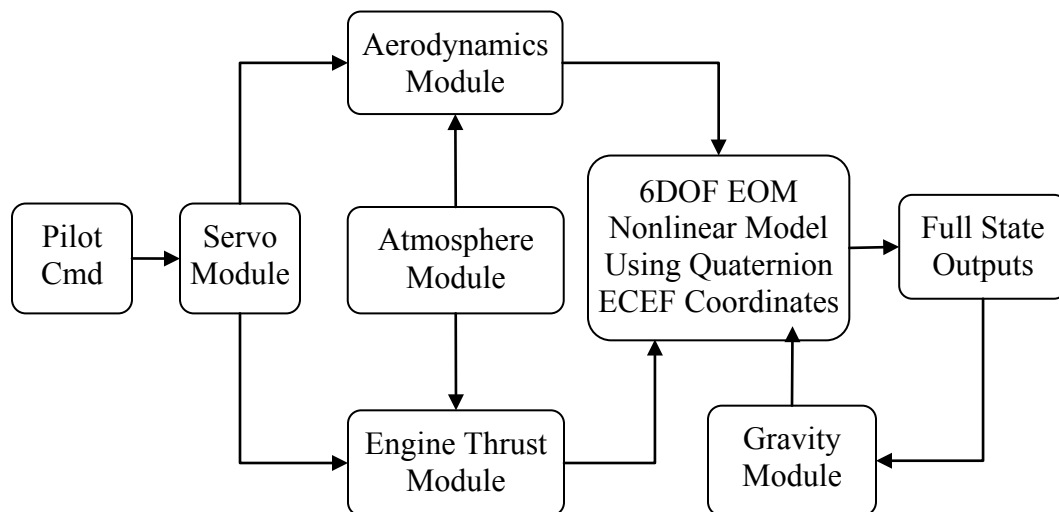 Aerodynamics
Module
6DOF EOM
Nonlinear Model
Using Quaternion
ECEF Coordinates
Pilot
Cmd
Servo
Module
Atmosphere
Module
Full State
Outputs
Engine Thrust
Module
Gravity
Module